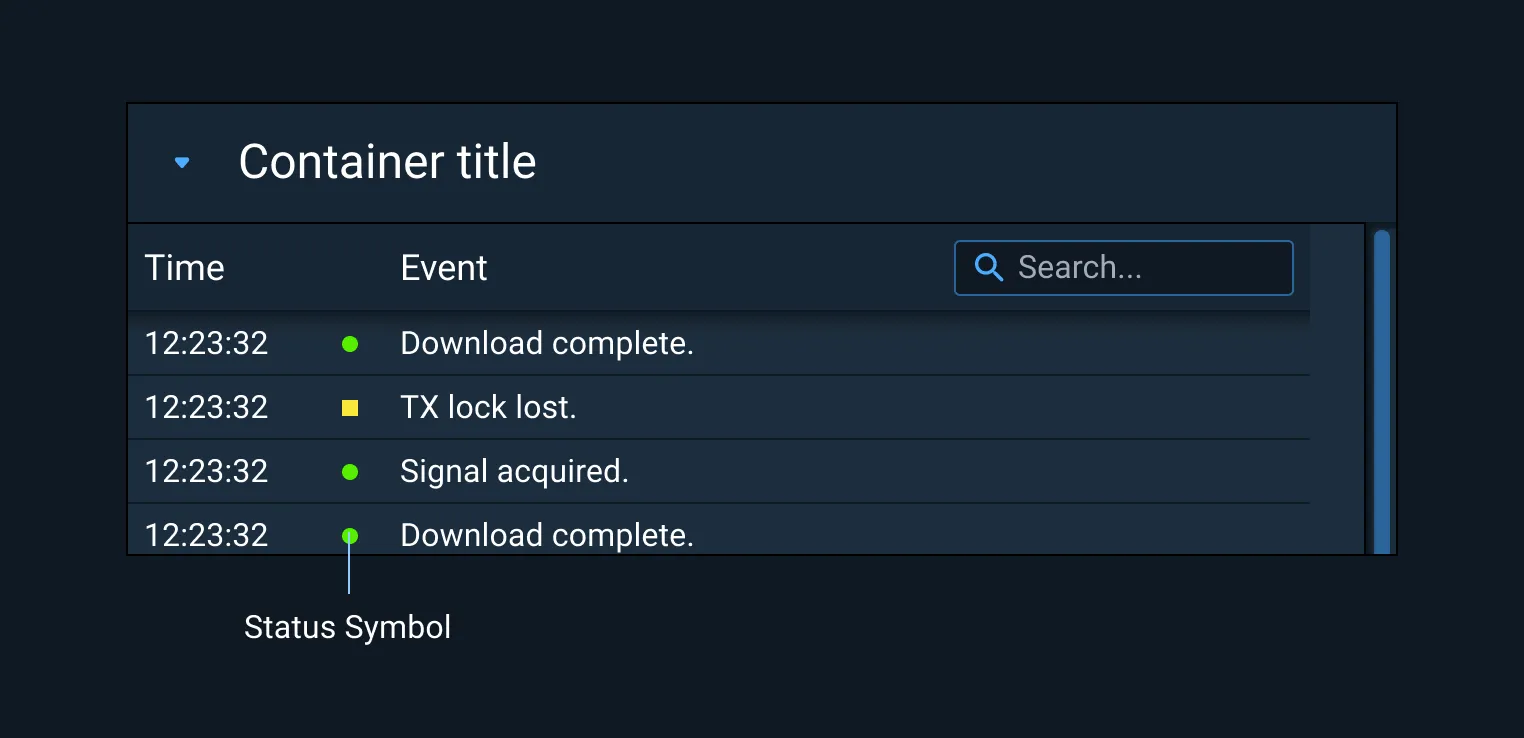 Container title
Time Event Search...
12:23:32 Download complete.
12:23:32 TX lock lost.
12:23:32 Signal acquired.
12:23:32 Download complete.
Status Symbol